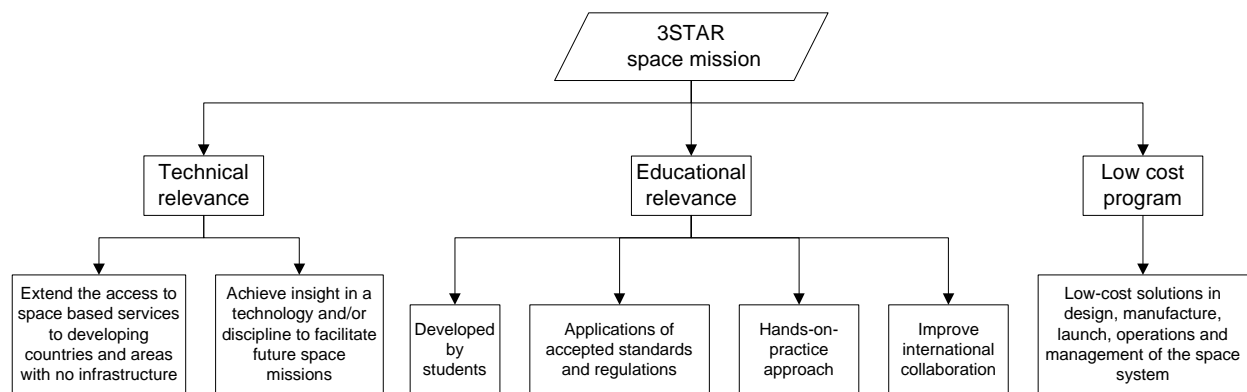 3STAR
space mission
Technical
relevance
Educational
relevance
Low cost
program
Extend the access to
space based services
to developing
countries and areas
with no infrastructure
Achieve insight in a
technology and/or
discipline to facilitate
future space
missions
Developed
by
students
Applications of
accepted standards
and regulations
Hands-on-
practice
approach
Improve
international
collaboration
Low-cost solutions in
design, manufacture,
launch, operations and
management of the space
system